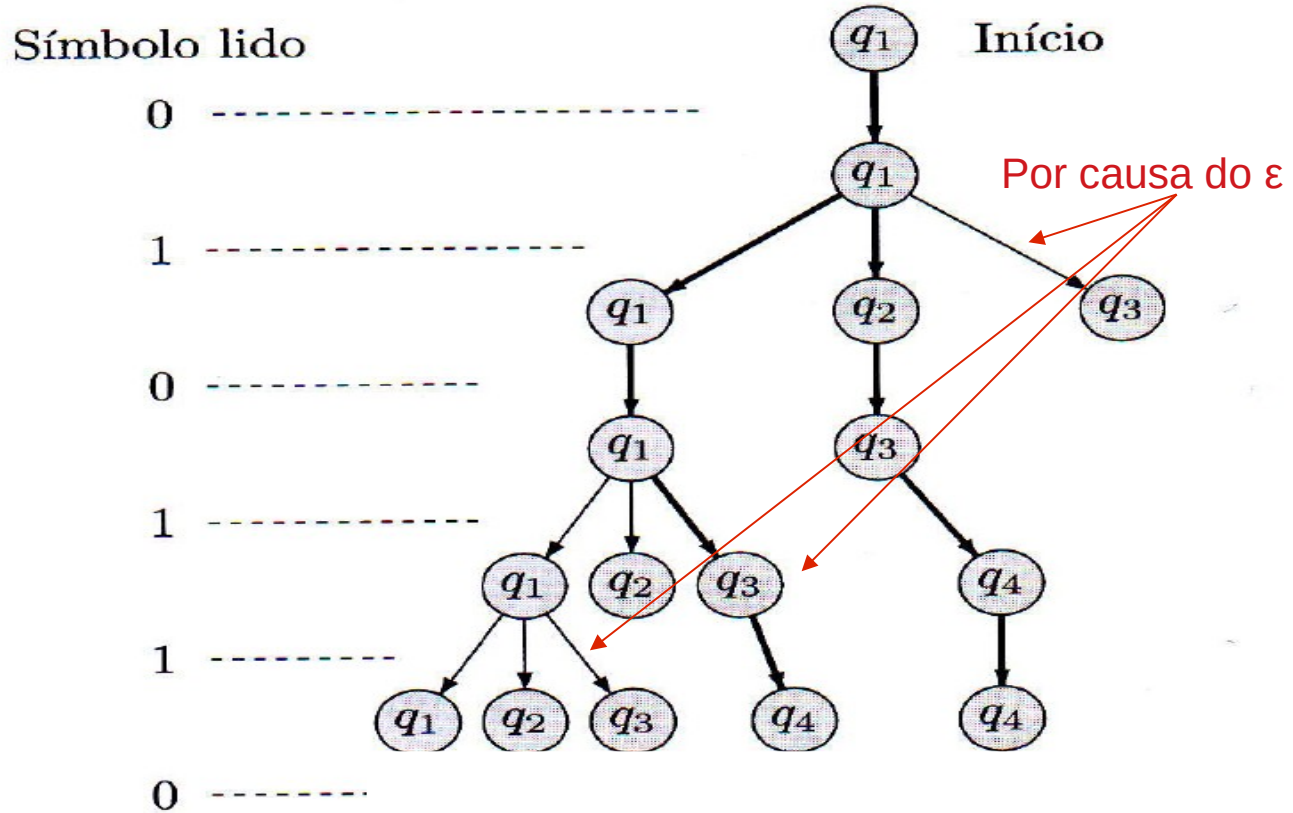 Símbolo lido
q1 Início
0
q1 Por causa do ε
1
q1 q2 q3
0
q1 q3
1
q1 q2 q3 q4
1
q1 q2 q3 q4 q4
0